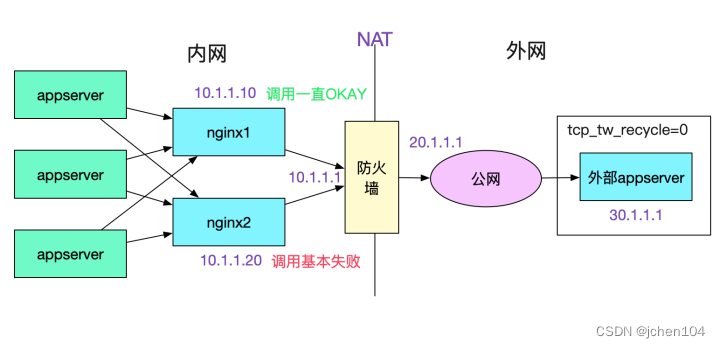 NAT
内网
外网
appserver
10.1.1.10 调用一直OKAY
nginx1
tcp_tw_recycle=0
20.1.1.1
appserver
10.1.1.1
防火
墙
公网
外部appserver
30.1.1.1
nginx2
appserver
10.1.1.20 调用基本失败
CSDN @jchen104